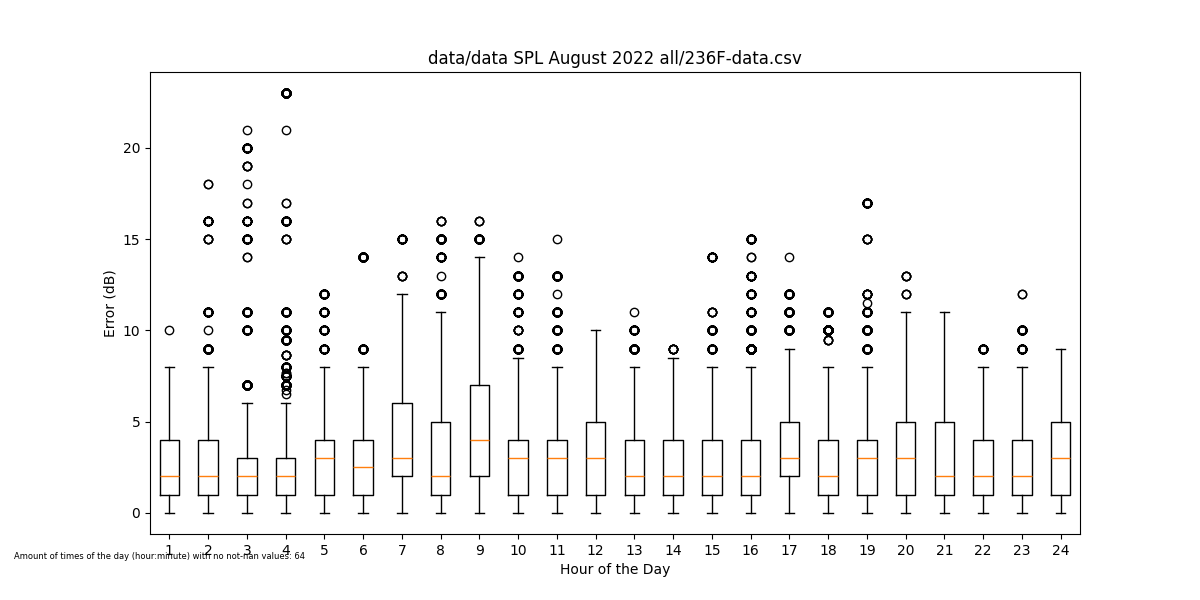 data/data SPL August 2022 all/236F-data.csv
Error (dB)
20
15
10
5
0
1 2 3 4 5 6 7 8 9 10 11 12 13 14 15 16 17 18 19 20 21 22 23 24
Amount of times of the day (hour:minute) with no not-nan values: 64
Hour of the Day